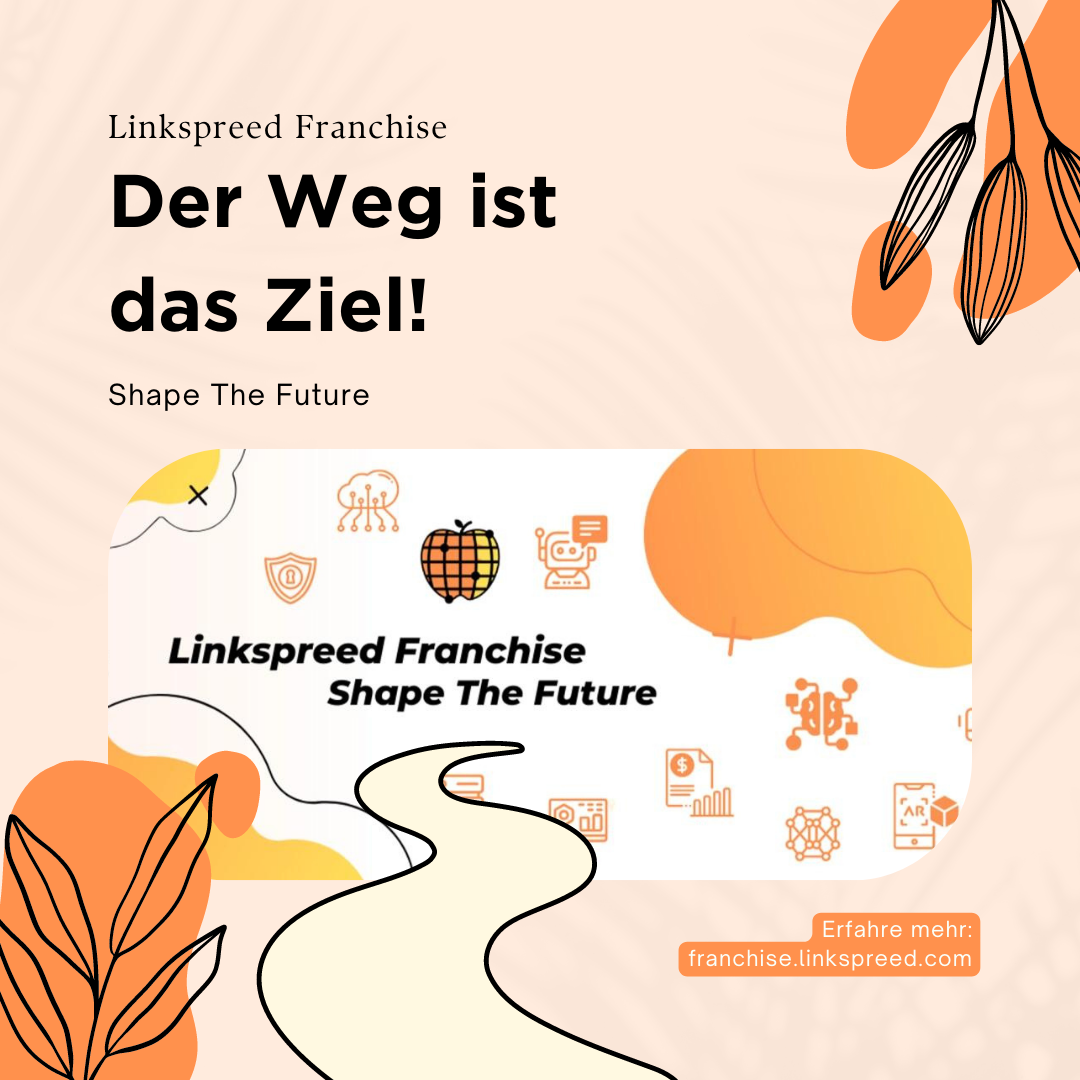 Linkspreed Franchise
Der Weg ist
das Ziel!
Shape The Future
Linkspreed Franchise
Shape The Future
$
AR
Erfahre mehr:
franchise.linkspreed.com